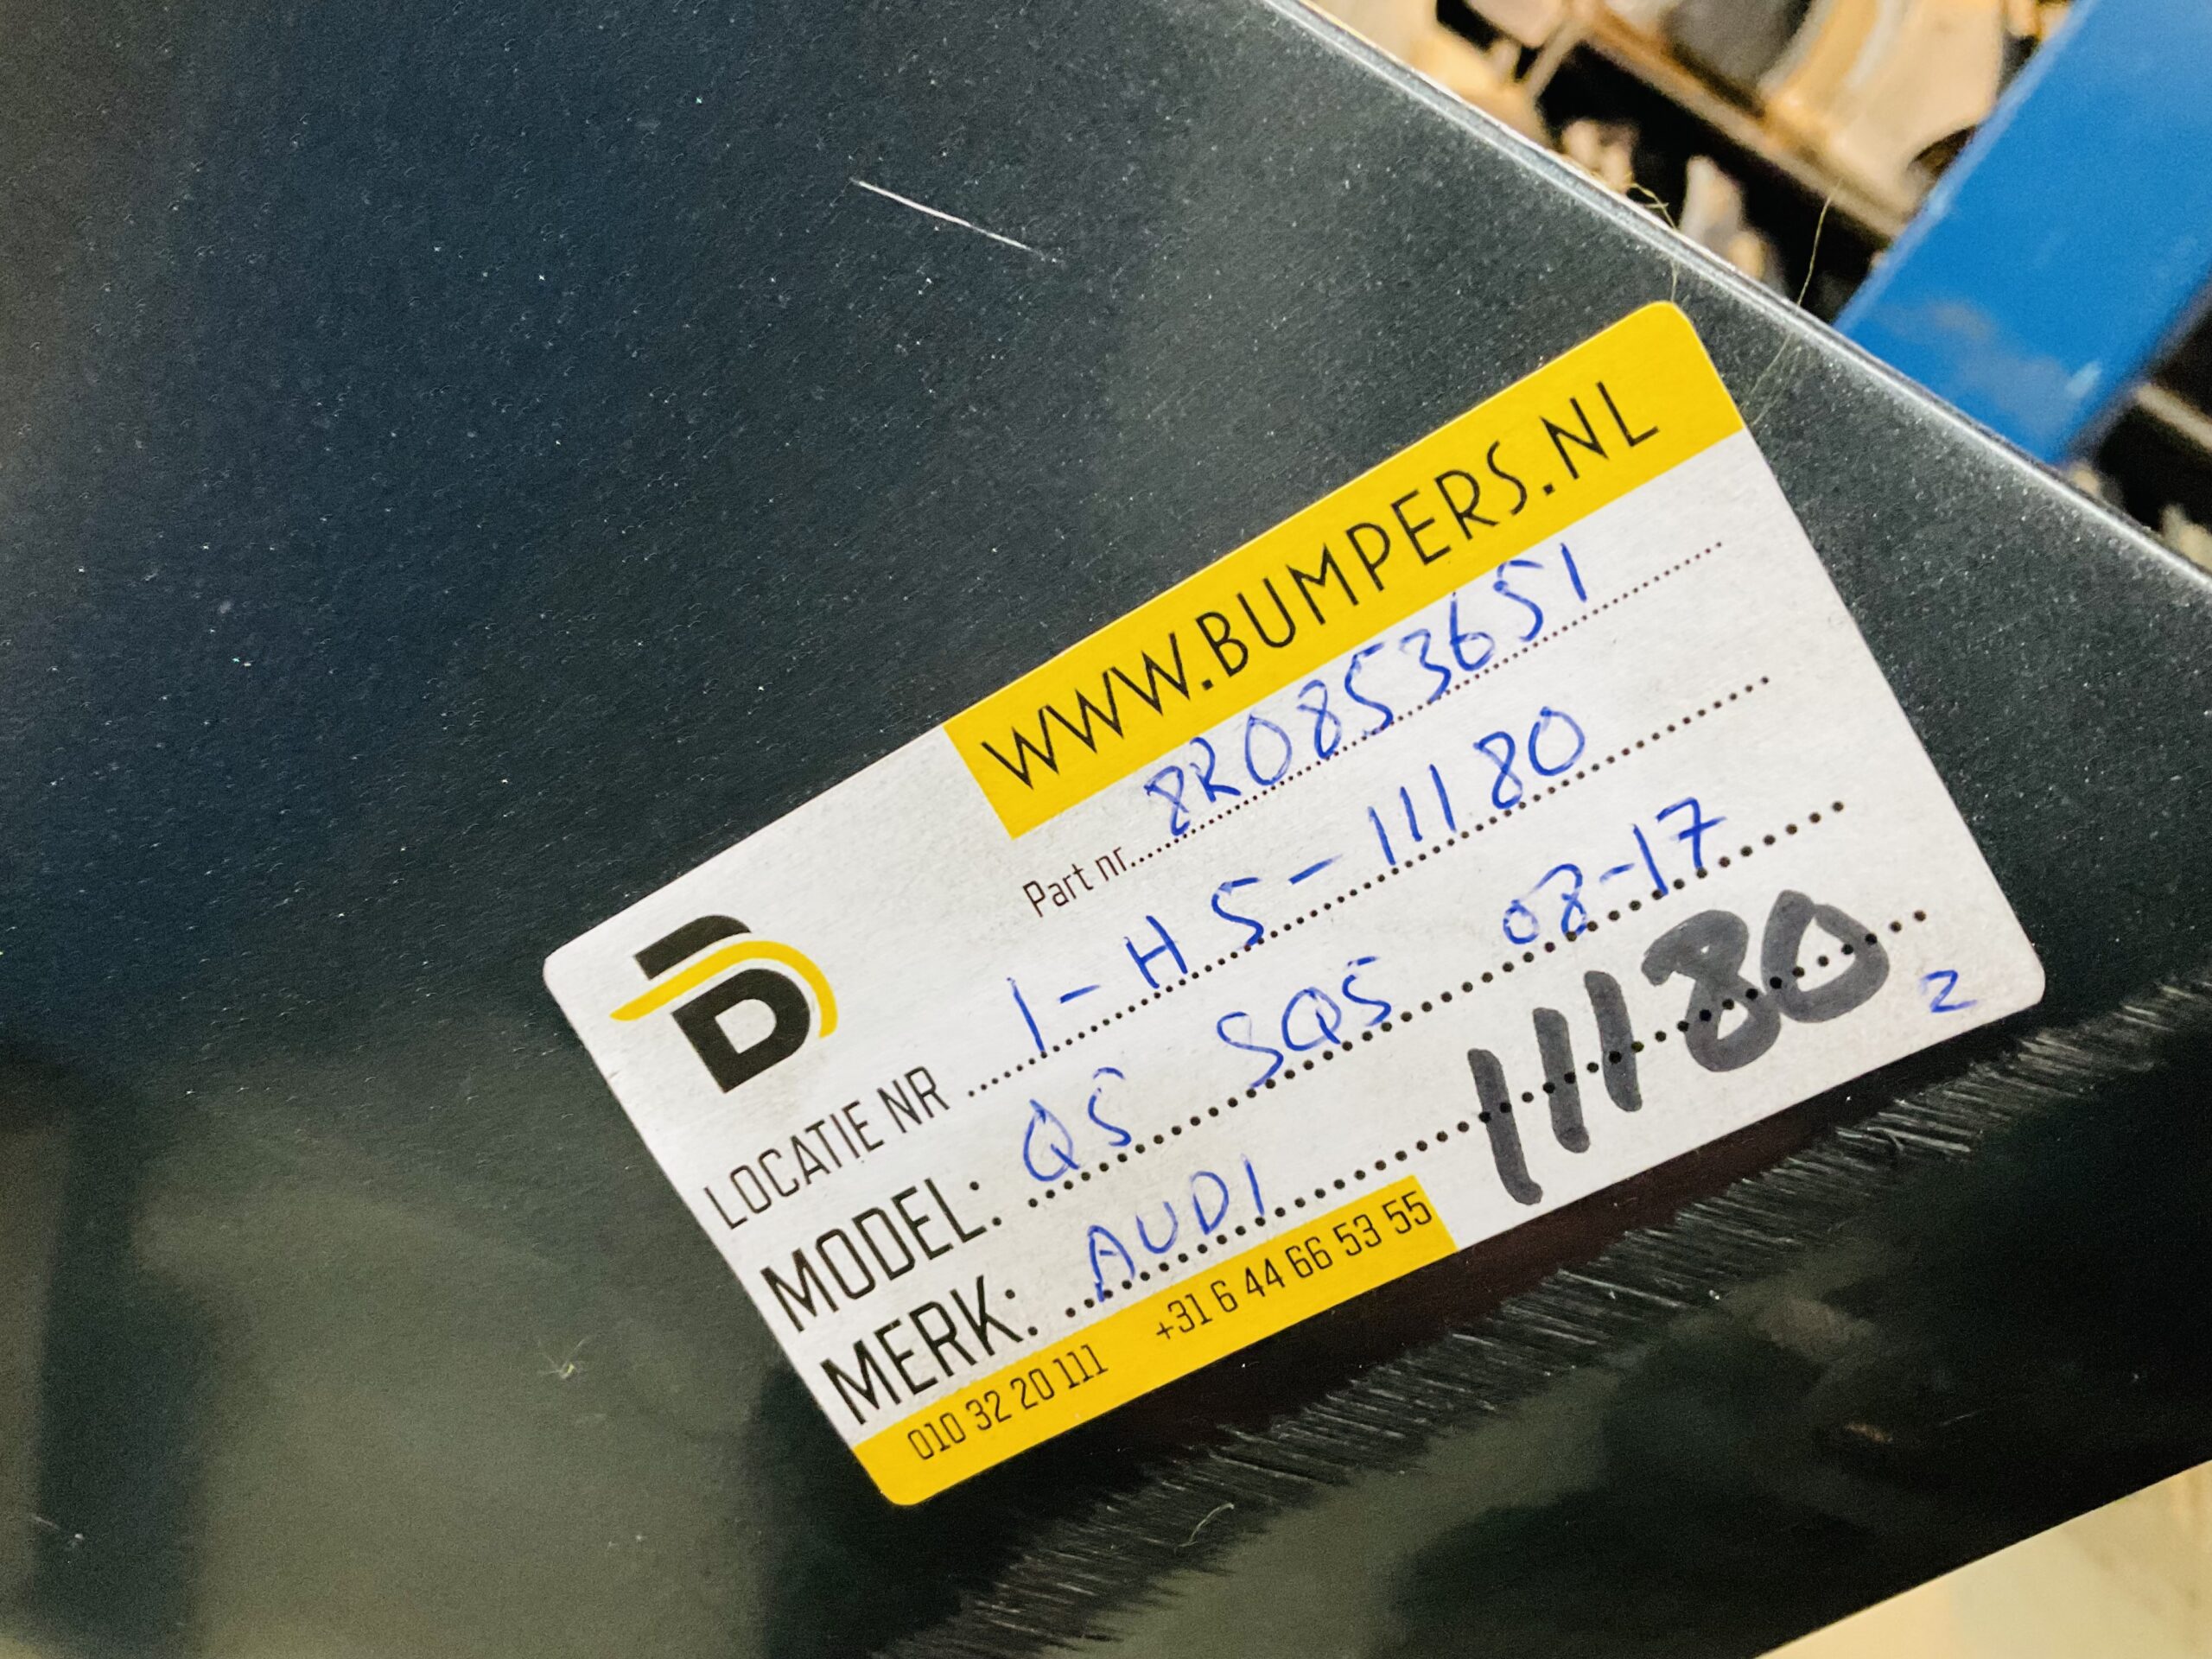 WWW.BUMPERS.NL
Part nr. 8R0853651
LOCATIE NR 1-HS-11180
MODEL: Q5 SQ5 08-17
MERK: AUDI 11180 2
010 32 20 111 +31 6 44 66 53 55